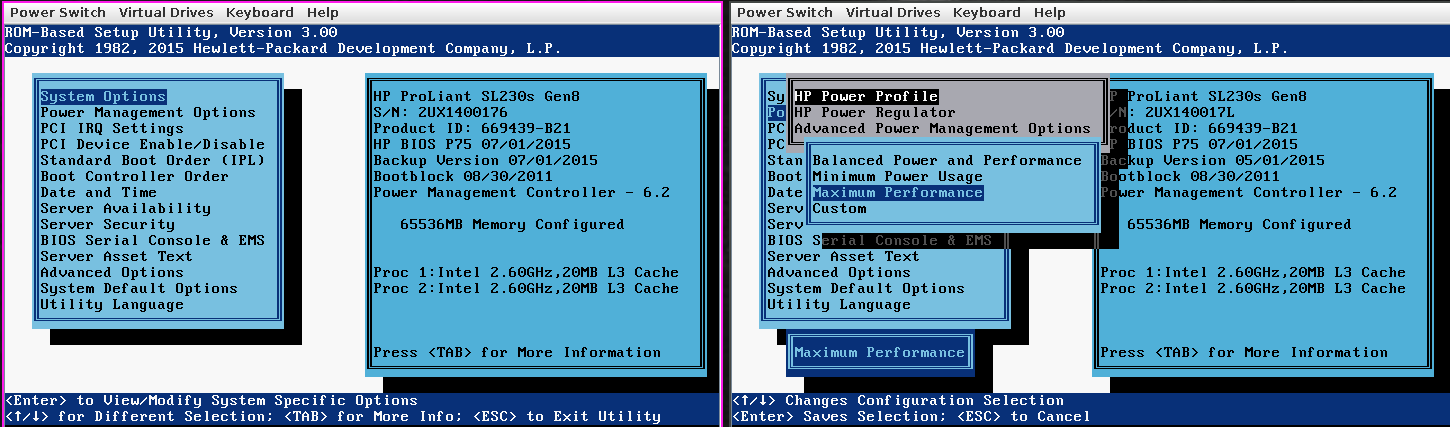 Power Switch Virtual Drives Keyboard Help
ROM-Based Setup Utility, Version 3.00
Copyright 1982, 2015 Hewlett-Packard Development Company, L.P.
System Options
Power Management Options
PCI IRQ Settings
PCI Device Enable/Disable
Standard Boot Order (IPL)
Boot Controller Order
Date and Time
Server Availability
Server Security
BIOS Serial Console & EMS
Server Asset Text
Advanced Options
System Default Options
Utility Language
HP ProLiant SL230s Gen8
S/N: 2UX1400176
Product ID: 669439-B21
HP BIOS P75 07/01/2015
Backup Version 07/01/2015
Bootblock 08/30/2011
Power Management Controller - 6.2
65536MB Memory Configured
Proc 1:Intel 2.60GHz,20MB L3 Cache
Proc 2:Intel 2.60GHz,20MB L3 Cache
Press <TAB> for More Information
<Enter> to View/Modify System Specific Options
<↑/↓> for Different Selection; <TAB> for More Info; <ESC> to Exit Utility
Power Switch Virtual Drives Keyboard Help
ROM-Based Setup Utility, Version 3.00
Copyright 1982, 2015 Hewlett-Packard Development Company, L.P.
Sy
Po
PC
PC
Stan
Boot
Date
Serv
Serv
BIOS Serial Console & EMS
Server Asset Text
Advanced Options
System Default Options
Utility Language
HP Power Profile
HP Power Regulator
Advanced Power Management Options
Balanced Power and Performance
Minimum Power Usage
Maximum Performance
Custom
Maximum Performance
P ProLiant SL230s Gen8
/N: 2UX140017L
roduct ID: 669439-B21
P BIOS P75 07/01/2015
Backup Version 05/01/2015
Bootblock 08/30/2011
Power Management Controller - 6.2
65536MB Memory Configured
Proc 1:Intel 2.60GHz,20MB L3 Cache
Proc 2:Intel 2.60GHz,20MB L3 Cache
Press <TAB> for More Information
<↑/↓> Changes Configuration Selection
<Enter> Saves Selection; <ESC> to Cancel